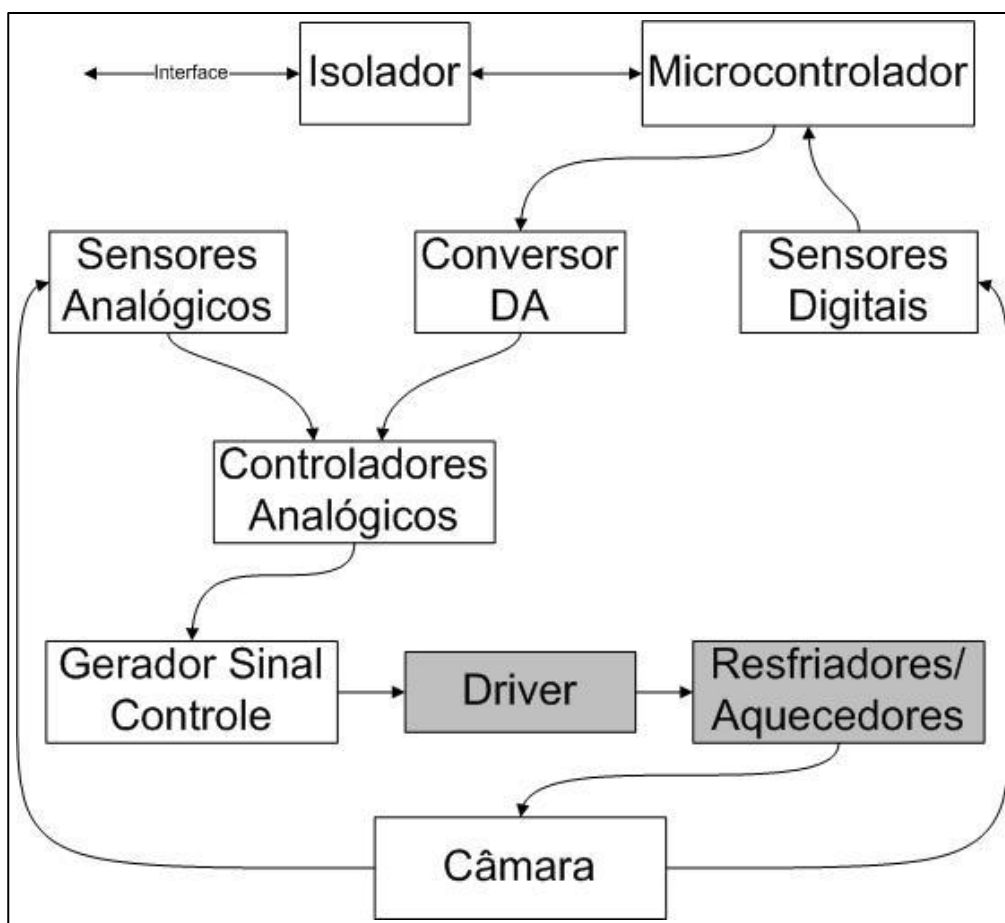 Interface
Isolador
Microcontrolador
Sensores
Analógicos
Conversor
DA
Sensores
Digitais
Controladores
Analógicos
Gerador Sinal
Controle
Driver
Resfriadores/
Aquecedores
Câmara